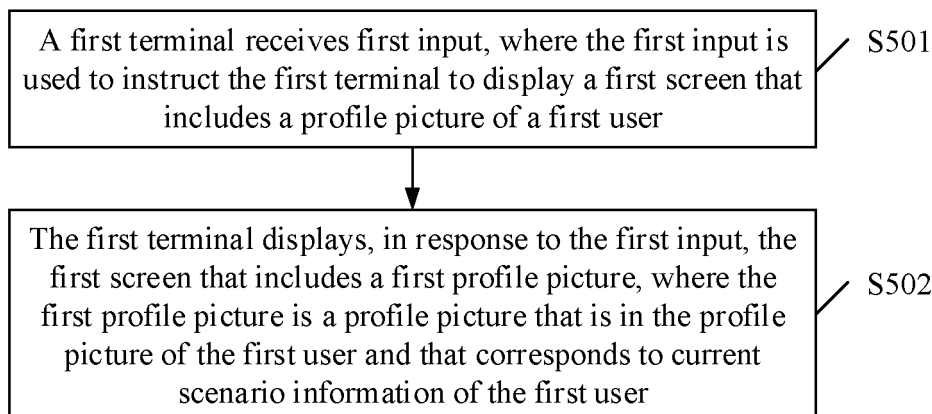 A first terminal receives first input, where the first input is
used to instruct the first terminal to display a first screen that
includes a profile picture of a first user
S501
The first terminal displays, in response to the first input, the
first screen that includes a first profile picture, where the
first profile picture is a profile picture that is in the profile
picture of the first user and that corresponds to current
scenario information of the first user
S502